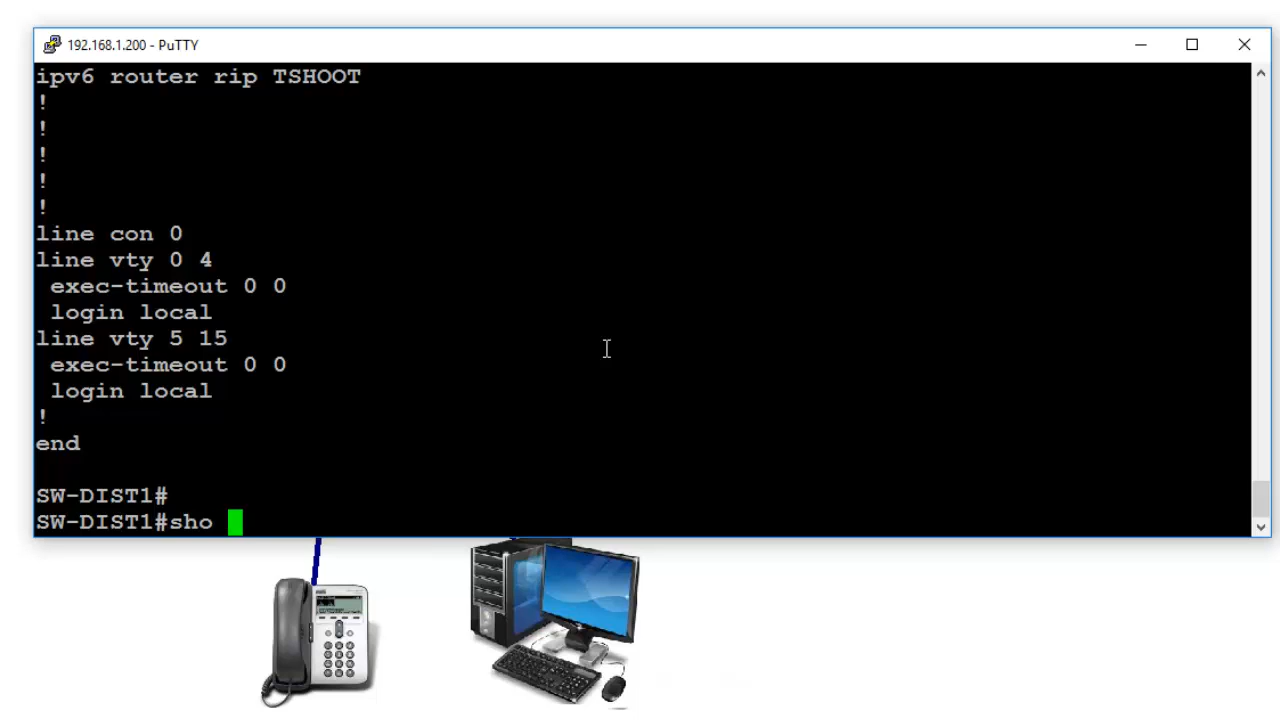 192.168.1.200 - PuTTY
ipv6 router rip TSHOOT
!
!
!
!
!
line con 0
line vty 0 4
 exec-timeout 0 0
 login local
line vty 5 15
 exec-timeout 0 0
 login local
!
end
SW-DIST1#
SW-DIST1#sho